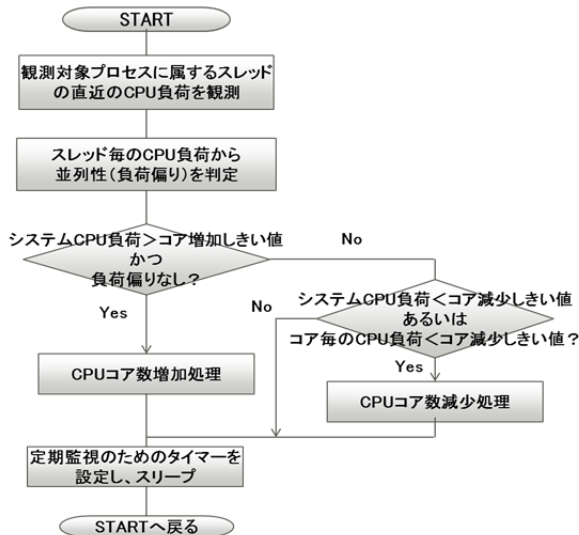 START
観測対象プロセスに属するスレッド
の直近のCPU負荷を観測
スレッド毎のCPU負荷から
並列性(負荷偏り)を判定
システムCPU負荷＞コア増加しきい値
かつ
負荷偏りなし？
No
Yes
システムCPU負荷＜コア減少しきい値
あるいは
コア毎のCPU負荷＜コア減少しきい値？
No
Yes
CPUコア数増加処理
CPUコア数減少処理
定期監視のためのタイマーを
設定し、スリープ
STARTへ戻る